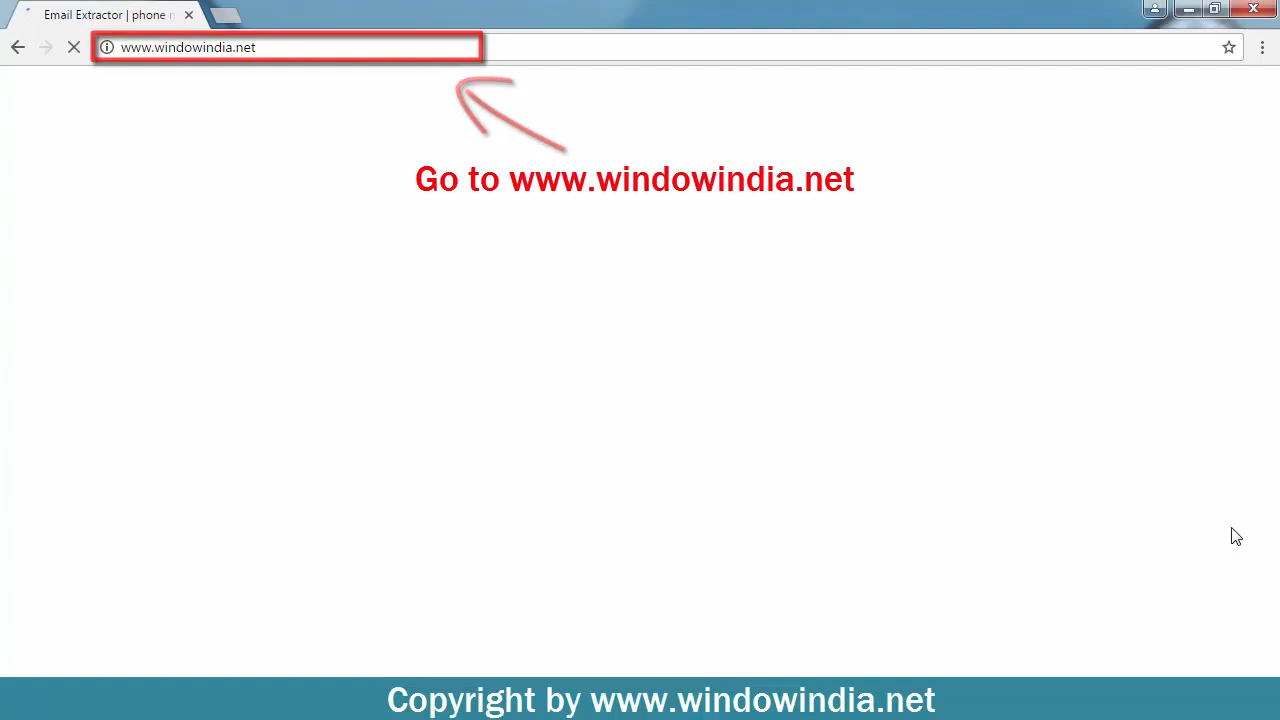 Email Extractor | phone n
www.windowindia.net
Go to www.windowindia.net
Copyright by www.windowindia.net